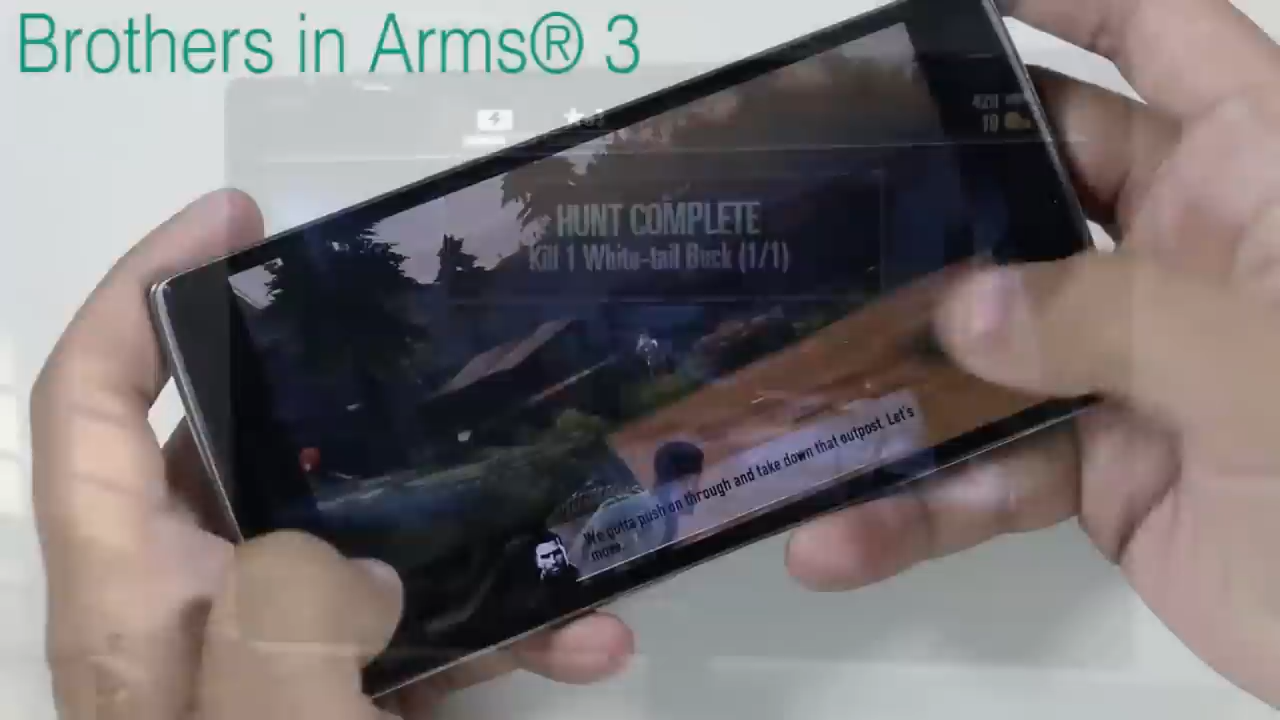 Brothers in Arms® 3
HUNT COMPLETE
Kill 1 White-tail Buck (1/1)
We gotta push on through and take down that outpost. Let's
move.